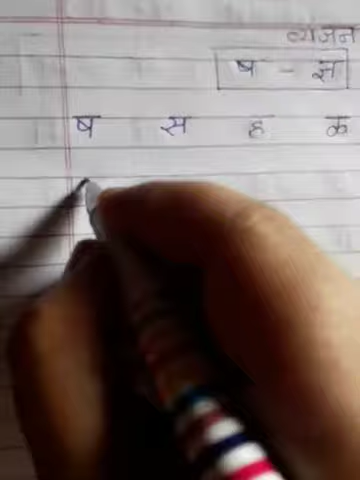 व्यंजन
ष - ज्ञ
ष स ह क्ष